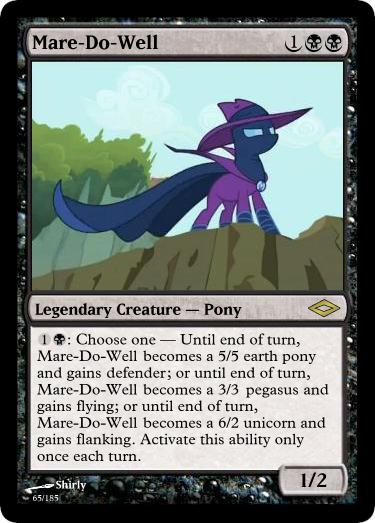 Mare-Do-Well 1
Legendary Creature — Pony
1: Choose one — Until end of turn,
Mare-Do-Well becomes a 5/5 earth pony
and gains defender; or until end of turn,
Mare-Do-Well becomes a 3/3 pegasus and
gains flying; or until end of turn,
Mare-Do-Well becomes a 6/2 unicorn and
gains flanking. Activate this ability only
once each turn.
1/2
Shirly
65/185